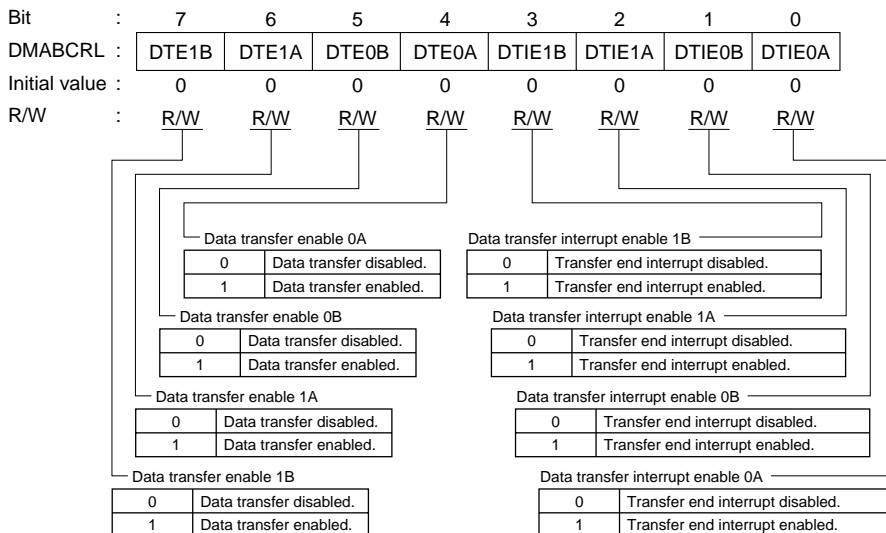 Bit : 7 6 5 4 3 2 1 0
DMABCRL : DTE1B DTE1A DTE0B DTE0A DTIE1B DTIE1A DTIE0B DTIE0A
Initial value : 0 0 0 0 0 0 0 0
R/W : R/W R/W R/W R/W R/W R/W R/W R/W
Data transfer enable 0A
0 Data transfer disabled.
1 Data transfer enabled.
Data transfer interrupt enable 1B
0 Transfer end interrupt disabled.
1 Transfer end interrupt enabled.
Data transfer enable 0B
0 Data transfer disabled.
1 Data transfer enabled.
Data transfer interrupt enable 1A
0 Transfer end interrupt disabled.
1 Transfer end interrupt enabled.
Data transfer enable 1A
0 Data transfer disabled.
1 Data transfer enabled.
Data transfer interrupt enable 0B
0 Transfer end interrupt disabled.
1 Transfer end interrupt enabled.
Data transfer enable 1B
0 Data transfer disabled.
1 Data transfer enabled.
Data transfer interrupt enable 0A
0 Transfer end interrupt disabled.
1 Transfer end interrupt enabled.